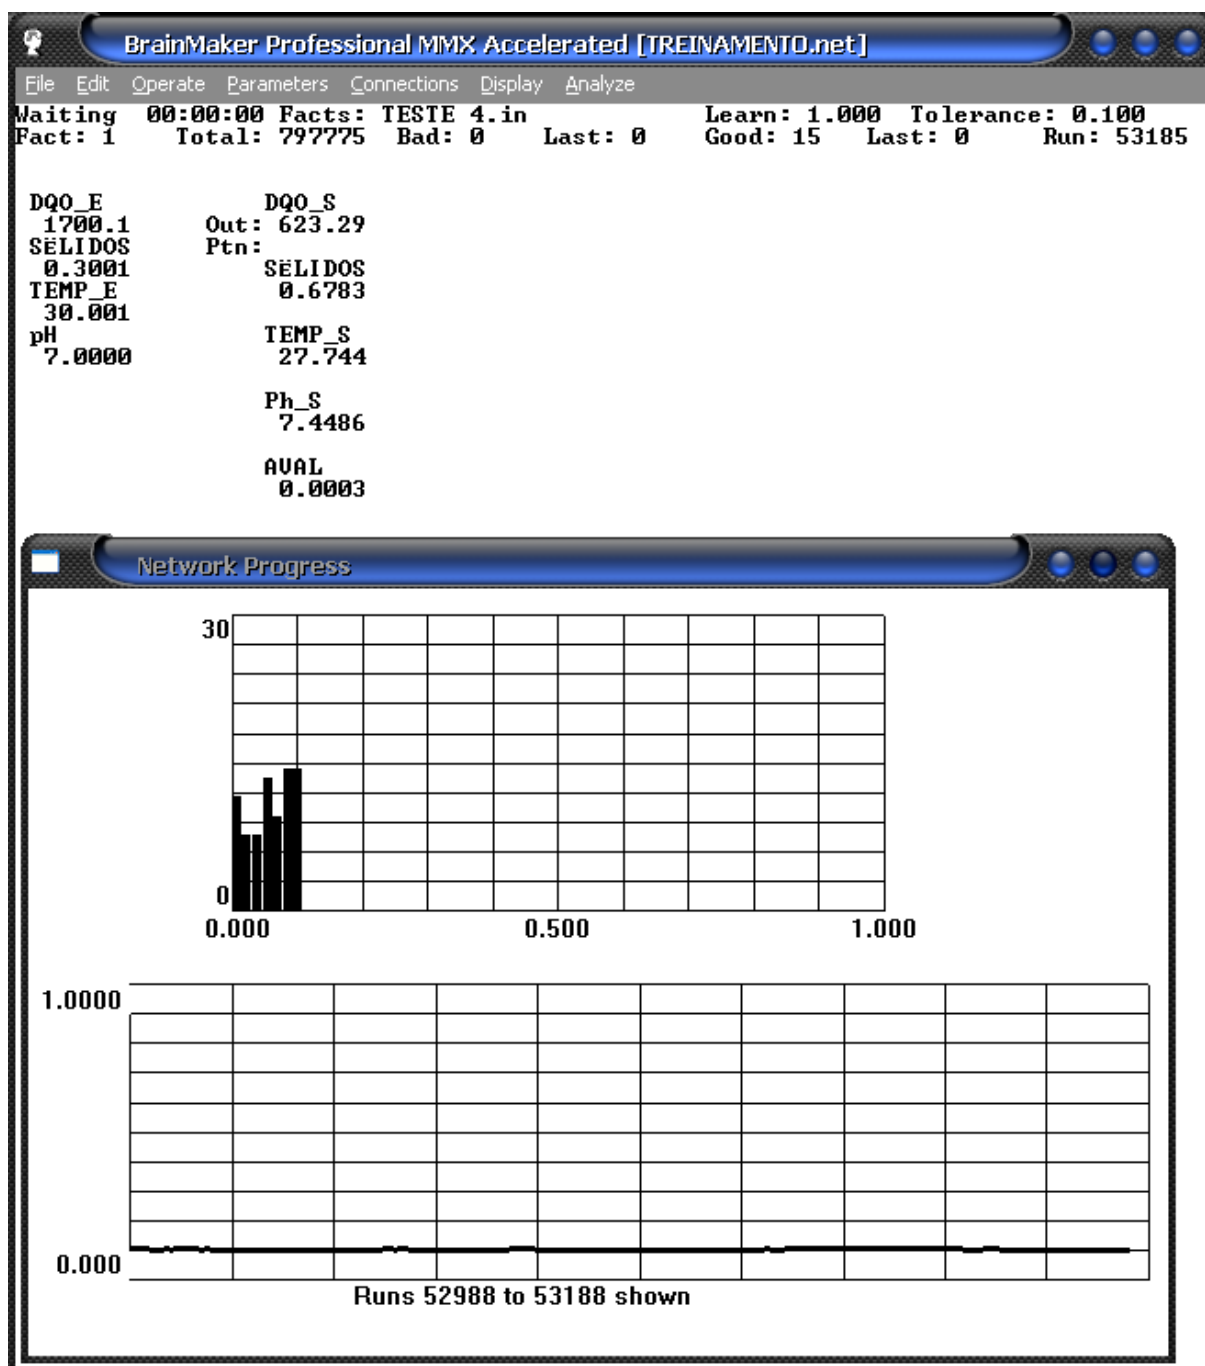 BrainMaker Professional MMX Accelerated [TREINAMENTO.net]
File Edit Operate Parameters Connections Display Analyze
Waiting 00:00:00 Facts: TESTE 4.in Learn: 1.000 Tolerance: 0.100
Fact: 1 Total: 797775 Bad: 0 Last: 0 Good: 15 Last: 0 Run: 53185
DQO_E DQO_S
1700.1 Out: 623.29
SËLIDOS Ptn:
0.3001 SËLIDOS
TEMP_E 0.6783
30.001
pH TEMP_S
7.0000 27.744
Ph_S
7.4486
AVAL
0.0003
Network Progress
30
0
0.000 0.500 1.000
1.0000
0.000
Runs 52988 to 53188 shown